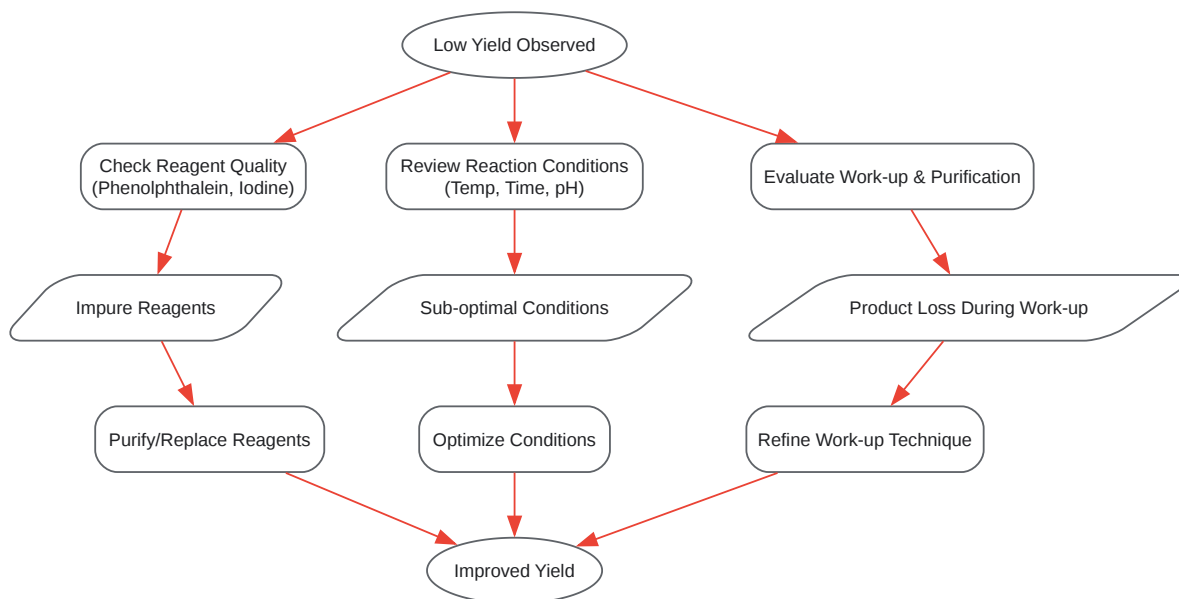 Low Yield Observed
Check Reagent Quality
(Phenolphthalein, Iodine)
Review Reaction Conditions
(Temp, Time, pH)
Evaluate Work-up & Purification
Impure Reagents
Sub-optimal Conditions
Product Loss During Work-up
Purify/Replace Reagents
Optimize Conditions
Refine Work-up Technique
Improved Yield